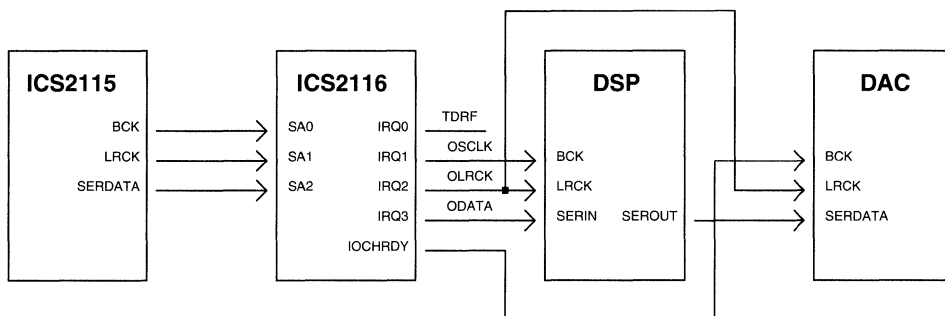 ICS2115
BCK
LRCK
SERDATA
ICS2116
SA0
SA1
SA2
IRQ0
IRQ1
IRQ2
IRQ3
IOCHRDY
TDRF
OSCLK
OLRCK
ODATA
DSP
BCK
LRCK
SERIN
SEROUT
DAC
BCK
LRCK
SERDATA